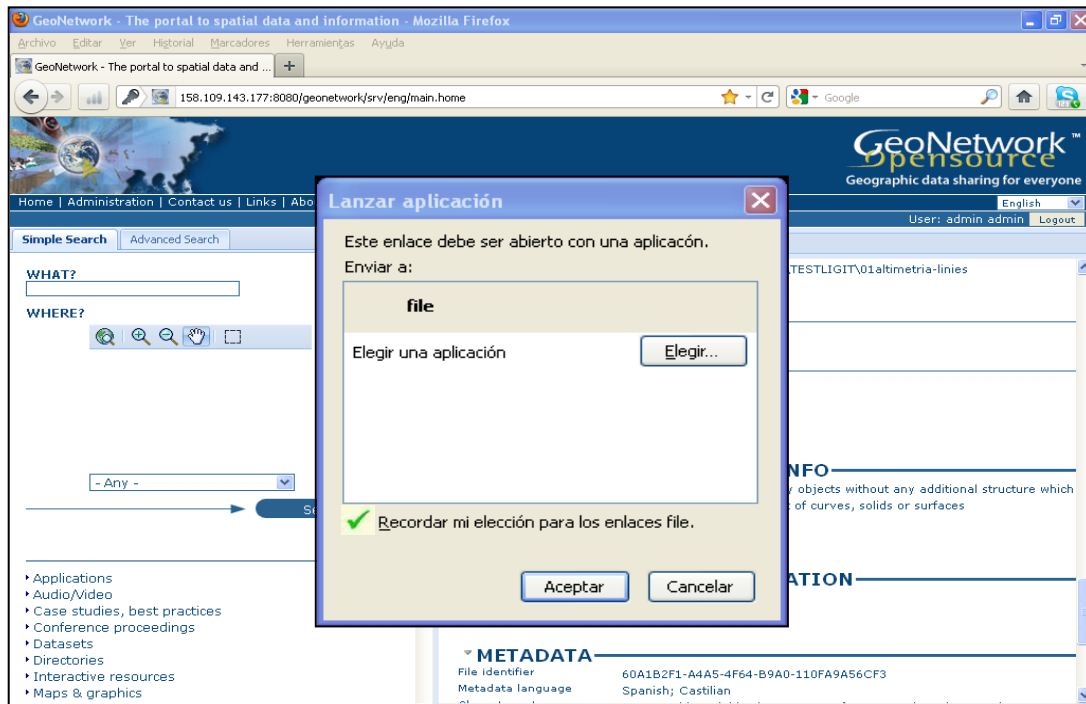 GeoNetwork - The portal to spatial data and information - Mozilla Firefox
Archivo Editar Ver Historial Marcadores Herramientas Ayuda
GeoNetwork - The portal to spatial data and ... +
158.109.143.177:8080/geonetwork/srv/eng/main.home
Google
GeoNetwork™
Opensource
Geographic data sharing for everyone
Home | Administration | Contact us | Links | Abo
English
User: admin admin Logout
Simple Search Advanced Search
WHAT?
WHERE?
- Any -
Se
Applications
Audio/Video
Case studies, best practices
Conference proceedings
Datasets
Directories
Interactive resources
Maps & graphics
Lanzar aplicación
Este enlace debe ser abierto con una aplicacón.
Enviar a:
file
Elegir una aplicación
Elegir...
Recordar mi elección para los enlaces file.
Aceptar Cancelar
\TESTLIGIT\01altimetria-linies
NFO
y objects without any additional structure which
t of curves, solids or surfaces
ATION
METADATA
File identifier 60A1B2F1-A4A5-4F64-B9A0-110FA9A56CF3
Metadata language Spanish; Castilian